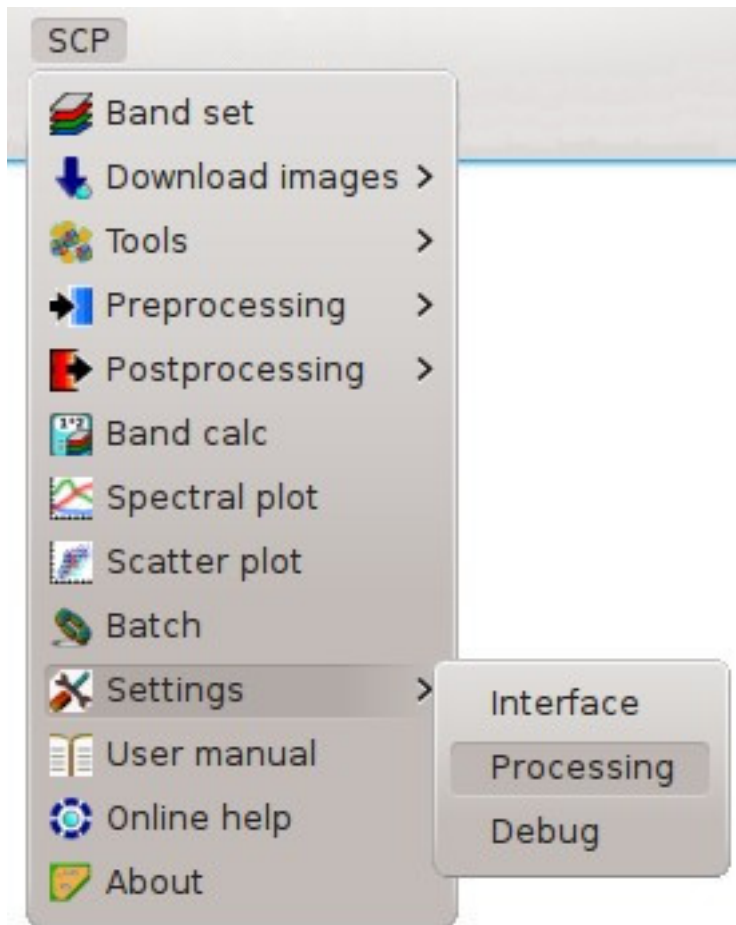 SCP
Band set
Download images
Tools
Preprocessing
Postprocessing
Band calc
Spectral plot
Scatter plot
Batch
Settings
Interface
Processing
Debug
User manual
Online help
About